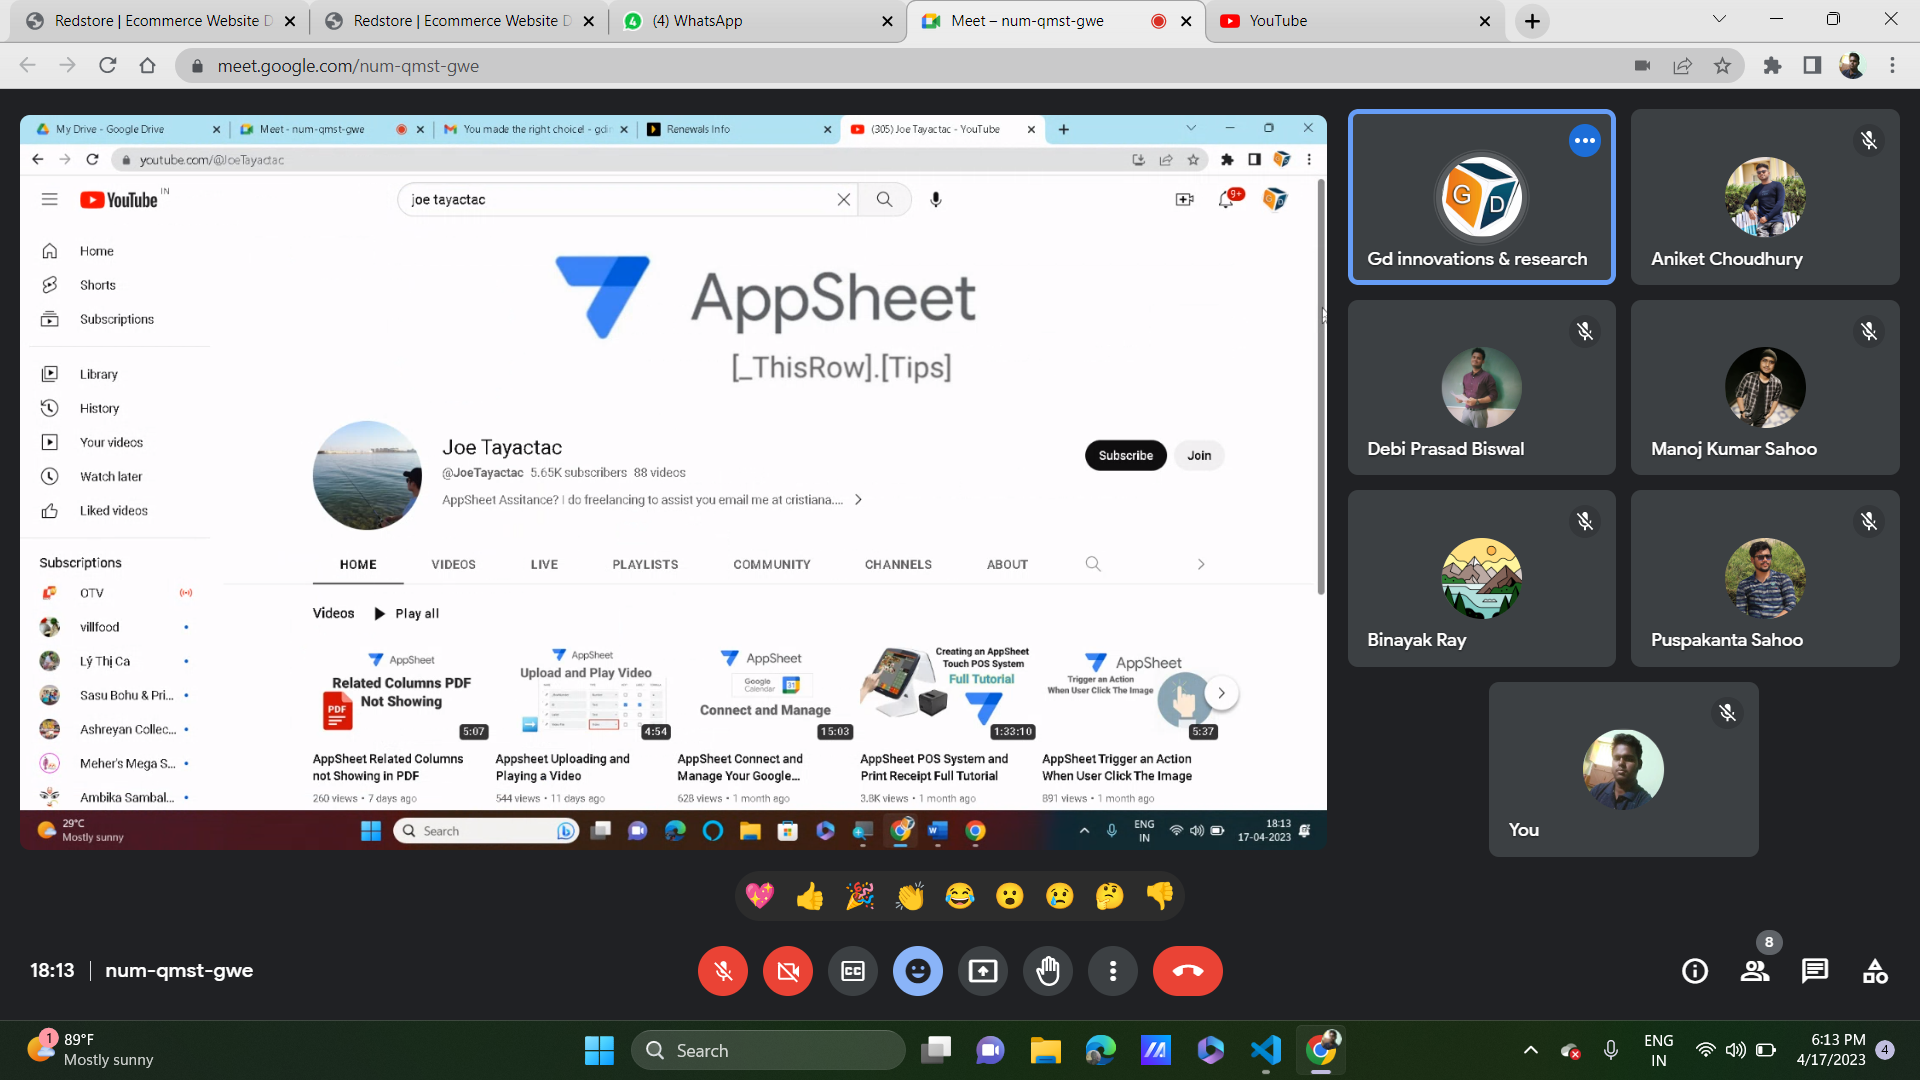 Redstore | Ecommerce Website D
Redstore | Ecommerce Website D
(4) WhatsApp
Meet – num-qmst-gwe
YouTube
meet.google.com/num-qmst-gwe
My Drive - Google Drive
Meet - num-qmst-gwe
You made the right choice! - gdir
Renewals Info
(305) Joe Tayactac - YouTube
youtube.com/@JoeTayactac
YouTube IN
joe tayactac
9+
Home
Shorts
Subscriptions
Library
History
Your videos
Watch later
Liked videos
Subscriptions
OTV
villfood
Lý Thị Ca
Sasu Bohu & Pri...
Ashreyan Collec...
Meher's Mega S...
Ambika Sambal...
AppSheet
[_ThisRow].[Tips]
Joe Tayactac
@JoeTayactac 5.65K subscribers 88 videos
AppSheet Assitance? I do freelancing to assist you email me at cristiana....
Subscribe
Join
HOME
VIDEOS
LIVE
PLAYLISTS
COMMUNITY
CHANNELS
ABOUT
Videos
Play all
AppSheet
Related Columns PDF
Not Showing
PDF
5:07
AppSheet Related Columns
not Showing in PDF
260 views • 7 days ago
AppSheet
Upload and Play Video
4:54
AppSheet Uploading and
Playing a Video
544 views • 11 days ago
AppSheet
Google
Calendar
31
Connect and Manage
15:03
AppSheet Connect and
Manage Your Google...
628 views • 1 month ago
Creating an AppSheet
Touch POS System
Full Tutorial
1:33:10
AppSheet POS System and
Print Receipt Full Tutorial
3.8K views • 1 month ago
AppSheet
Trigger an Action
When User Click The Image
5:37
AppSheet Trigger an Action
When User Click The Image
891 views • 1 month ago
29°C
Mostly sunny
Search
ENG
IN
18:13
17-04-2023
G D
Gd innovations & research
Aniket Choudhury
Debi Prasad Biswal
Manoj Kumar Sahoo
Binayak Ray
Puspakanta Sahoo
You
18:13
num-qmst-gwe
CC
8
1
89°F
Mostly sunny
Search
ENG
IN
6:13 PM
4/17/2023
4